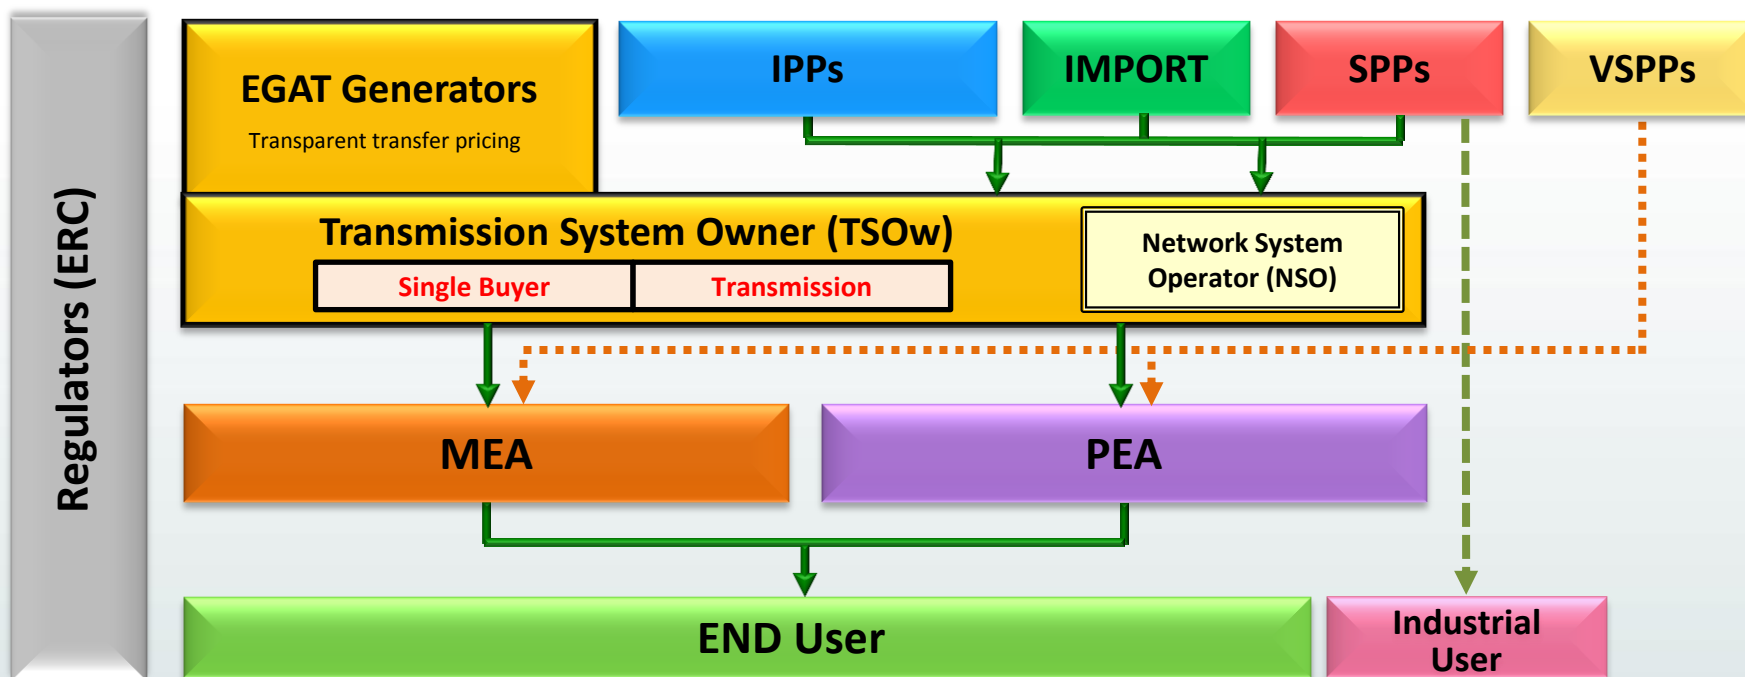 Regulators (ERC)
EGAT Generators
Transparent transfer pricing
IPPs
IMPORT
SPPs
VSPPs
Transmission System Owner (TSOw)
Single Buyer
Transmission
Network System
Operator (NSO)
MEA
PEA
END User
Industrial
User